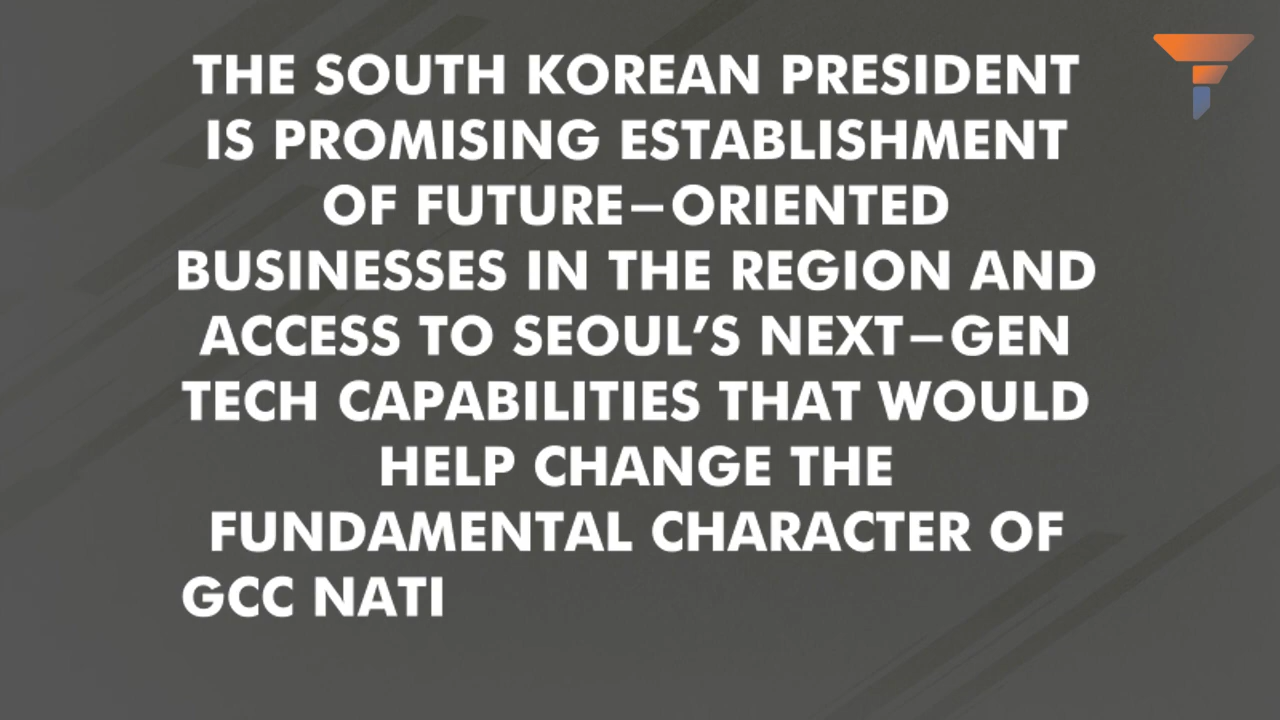 THE SOUTH KOREAN PRESIDENT
IS PROMISING ESTABLISHMENT
OF FUTURE–ORIENTED
BUSINESSES IN THE REGION AND
ACCESS TO SEOUL’S NEXT–GEN
TECH CAPABILITIES THAT WOULD
HELP CHANGE THE
FUNDAMENTAL CHARACTER OF
GCC NATI